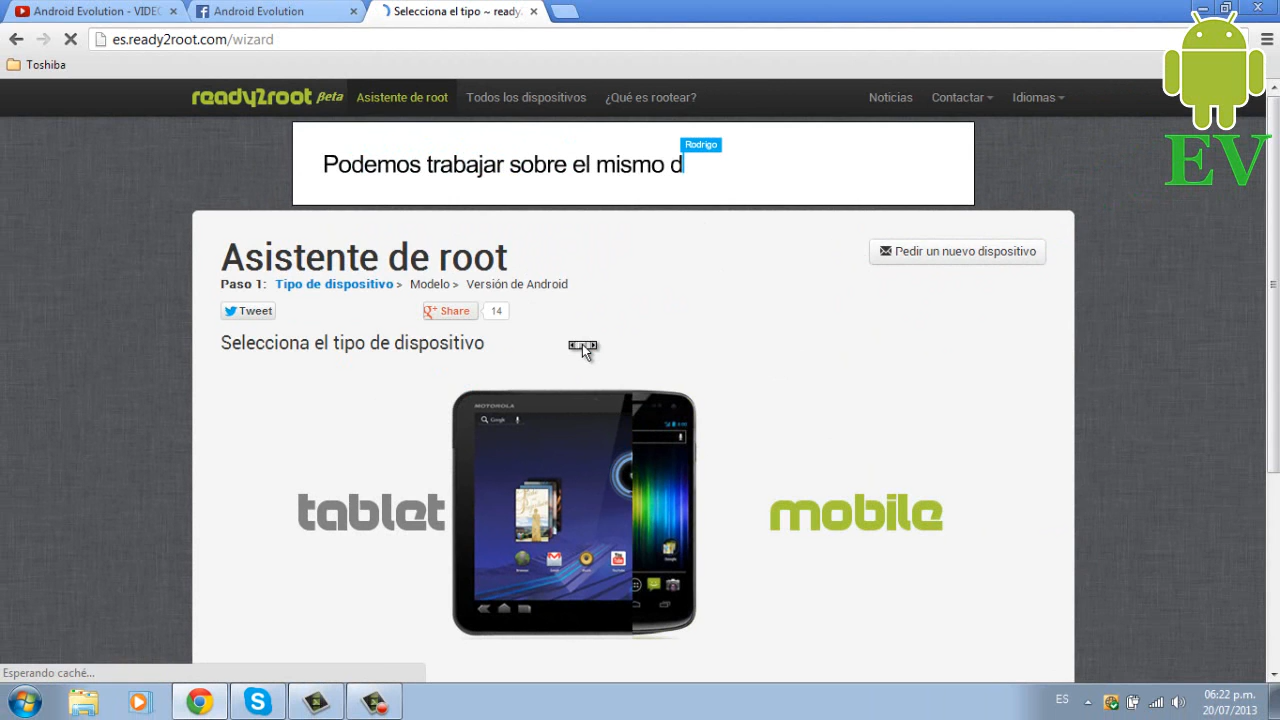 Android Evolution - VIDEO
Android Evolution
Selecciona el tipo ~ ready
es.ready2root.com/wizard
Toshiba
ready2root βeta
Asistente de root
Todos los dispositivos
¿Qué es rootear?
Noticias
Contactar
Idiomas
EV
Rodrigo
Podemos trabajar sobre el mismo d
Asistente de root
Pedir un nuevo dispositivo
Paso 1: Tipo de dispositivo > Modelo > Versión de Android
Tweet
g+ Share
14
Selecciona el tipo de dispositivo
MOTOROLA
Google
tablet
mobile
Esperando caché...
ES
06:22 p.m.
20/07/2013